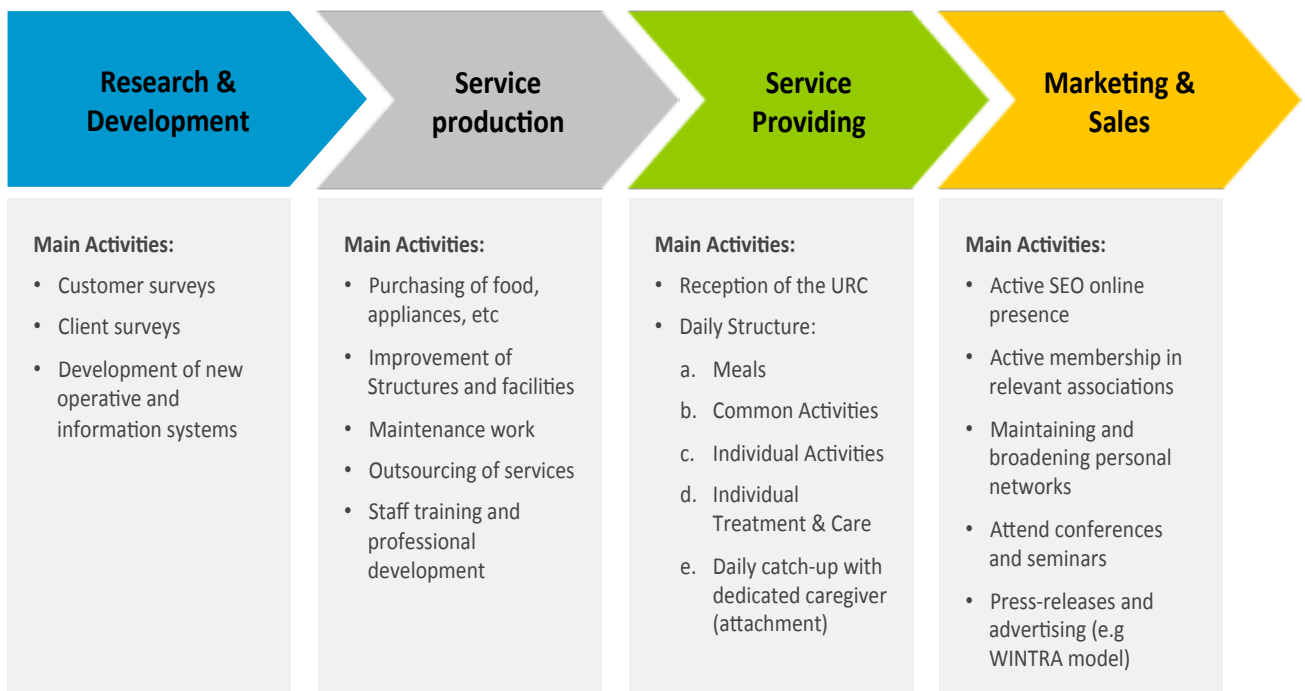 Research &
Development
Service
production
Service
Providing
Marketing &
Sales
Main Activities:
• Customer surveys
• Client surveys
• Development of new
operative and
information systems
Main Activities:
• Purchasing of food,
appliances, etc
• Improvement of
Structures and facilities
• Maintenance work
• Outsourcing of services
• Staff training and
professional
development
Main Activities:
• Reception of the URC
• Daily Structure:
a. Meals
b. Common Activities
c. Individual Activities
d. Individual
Treatment & Care
e. Daily catch-up with
dedicated caregiver
(attachment)
Main Activities:
• Active SEO online
presence
• Active membership in
relevant associations
• Maintaining and
broadening personal
networks
• Attend conferences
and seminars
• Press-releases and
advertising (e.g
WINTRA model)